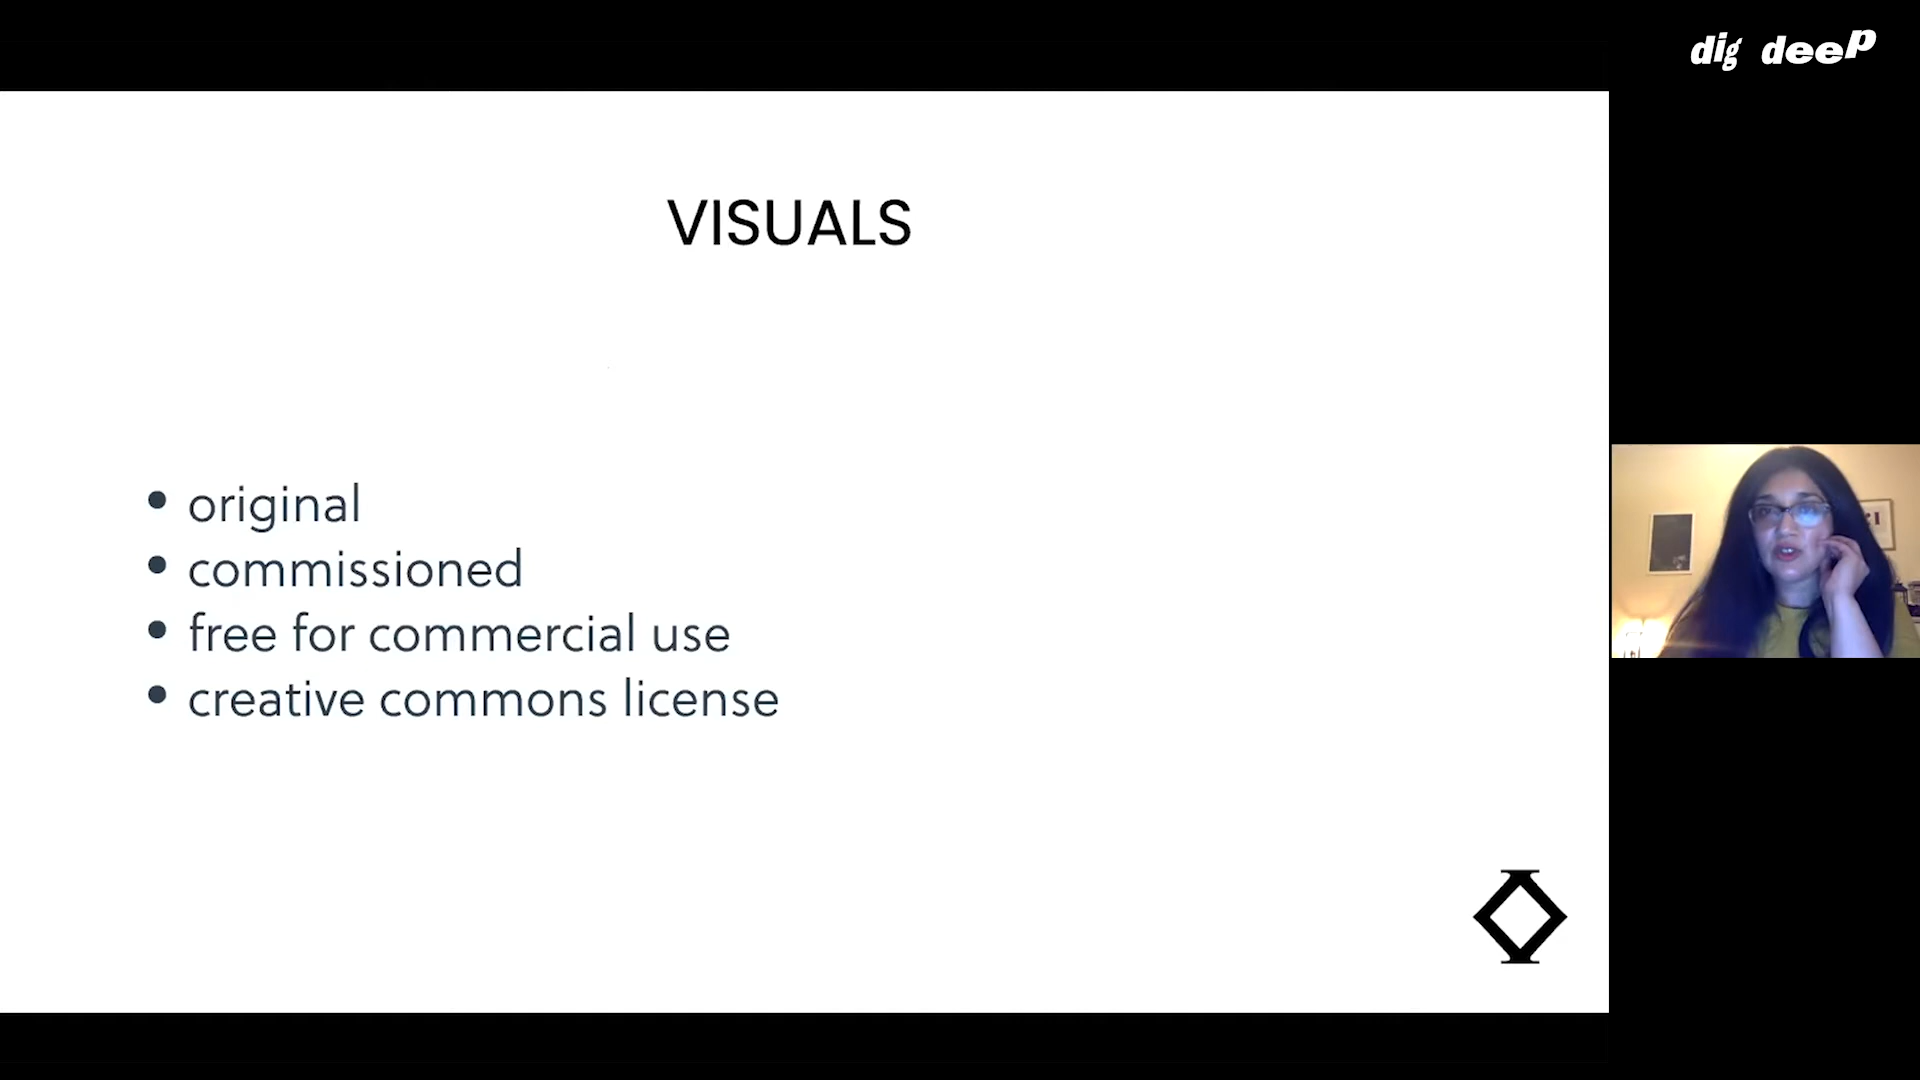 dig deep
VISUALS
original
commissioned
free for commercial use
creative commons license